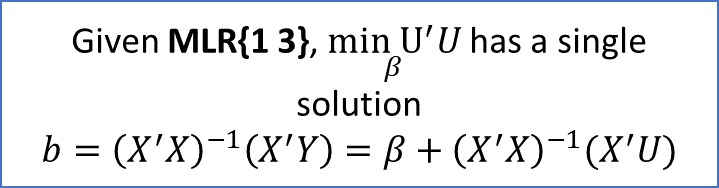 Given MLR{1 3}, min U′U has a single
β
solution
b = (X′X)⁻¹(X′Y) = β + (X′X)⁻¹(X′U)